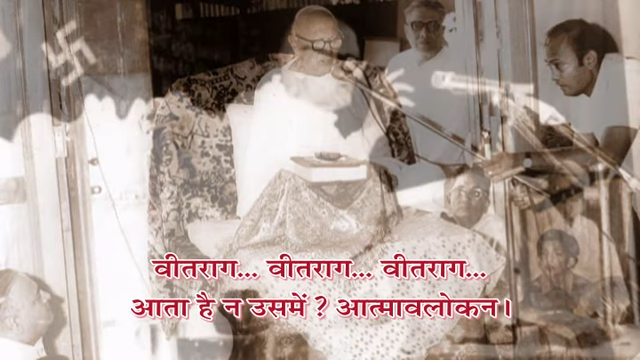 वीतराग... वीतराग... वीतराग...
आता है न उसमें ? आत्मावलोकन।